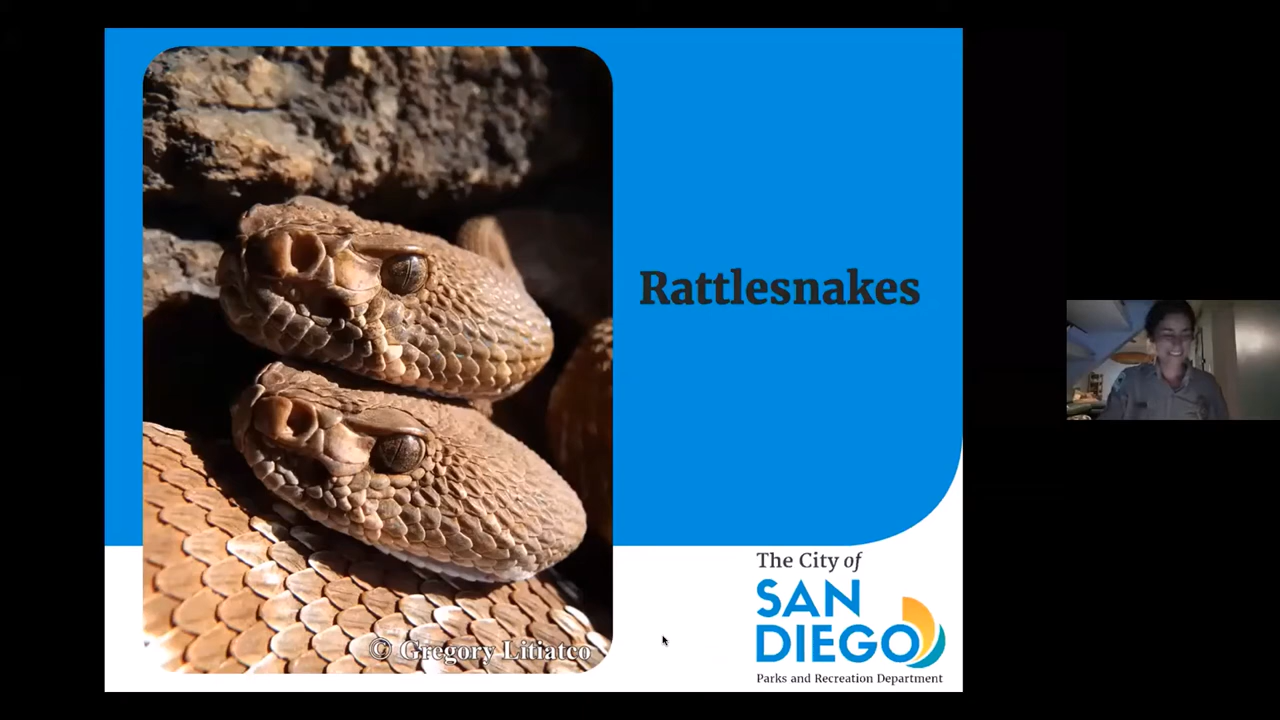 Rattlesnakes
© Gregory Litiatco
The City of
SAN
DIEGO
Parks and Recreation Department